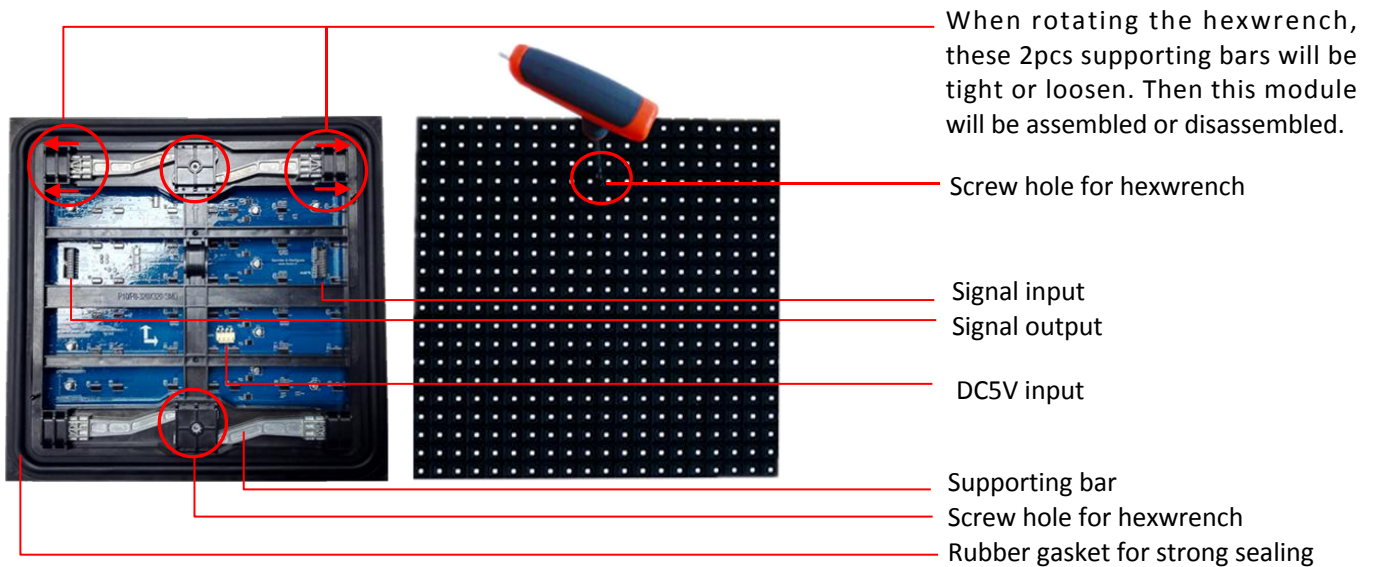 When rotating the hexwrench,
these 2pcs supporting bars will be
tight or loosen. Then this module
will be assembled or disassembled.
Screw hole for hexwrench
Signal input
Signal output
DC5V input
Supporting bar
Screw hole for hexwrench
Rubber gasket for strong sealing